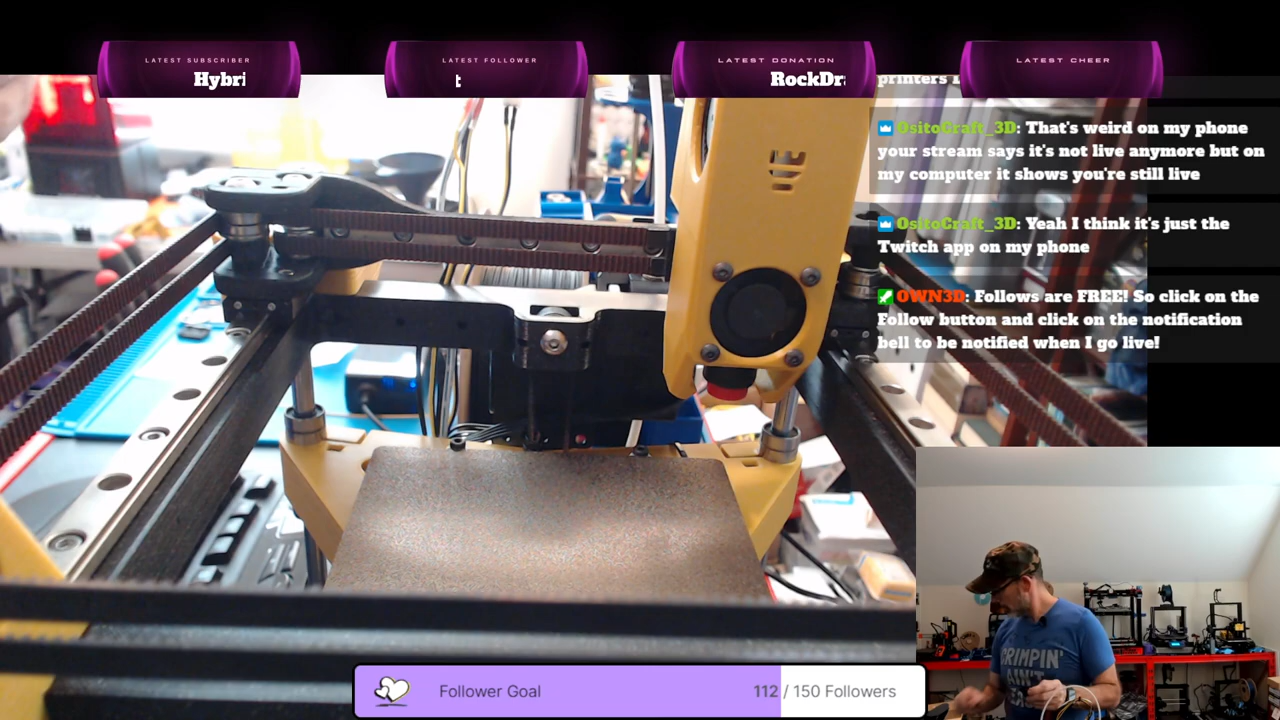 LATEST SUBSCRIBER
Hybri
LATEST FOLLOWER
t
LATEST DONATION
RockDr
LATEST CHEER
printers
OsitoCraft_3D: That's weird on my phone
your stream says it's not live anymore but on
my computer it shows you're still live
OsitoCraft_3D: Yeah I think it's just the
Twitch app on my phone
OWN3D: Follows are FREE! So click on the
Follow button and click on the notification
bell to be notified when I go live!
CRIMPIN'
AIN'T
Follower Goal
112 / 150 Followers